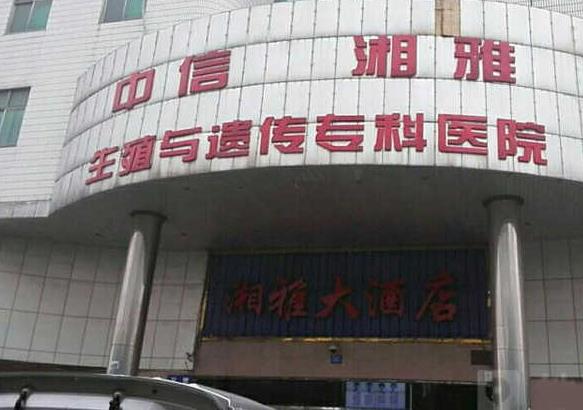 中信 湘雅
生殖与遗传专科医院
湘雅大酒店